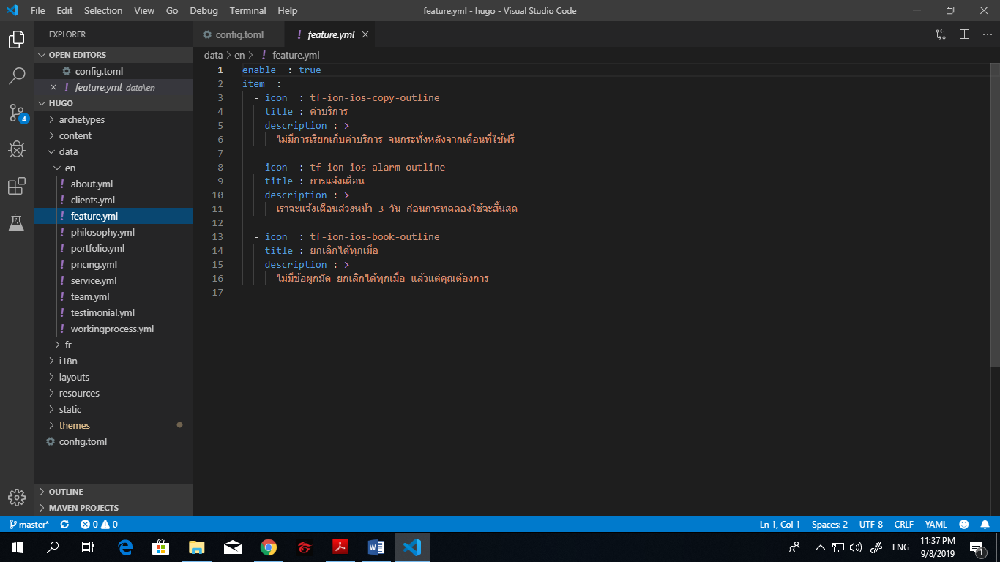 File Edit Selection View Go Debug Terminal Help
feature.yml - hugo - Visual Studio Code
EXPLORER
OPEN EDITORS
config.toml
feature.yml data\en
HUGO
archetypes
content
data
en
about.yml
clients.yml
feature.yml
philosophy.yml
portfolio.yml
pricing.yml
service.yml
team.yml
testimonial.yml
workingprocess.yml
fr
i18n
layouts
resources
static
themes
config.toml
OUTLINE
MAVEN PROJECTS
4
config.toml
feature.yml
data > en > ! feature.yml
1 enable : true
2 item :
3 - icon : tf-ion-ios-copy-outline
4 title : ค่าบริการ
5 description : >
6 ไม่มีการเรียกเก็บค่าบริการ จนกระทั่งหลังจากเดือนที่ใช้ฟรี
7
8 - icon : tf-ion-ios-alarm-outline
9 title : การแจ้งเตือน
10 description : >
11 เราจะแจ้งเตือนล่วงหน้า 3 วัน ก่อนการทดลองใช้จะสิ้นสุด
12
13 - icon : tf-ion-ios-book-outline
14 title : ยกเลิกได้ทุกเมื่อ
15 description : >
16 ไม่มีข้อผูกมัด ยกเลิกได้ทุกเมื่อ แล้วแต่คุณต้องการ
17
master* 0 0
Ln 1, Col 1 Spaces: 2 UTF-8 CRLF YAML
ENG
11:37 PM
9/8/2019
1